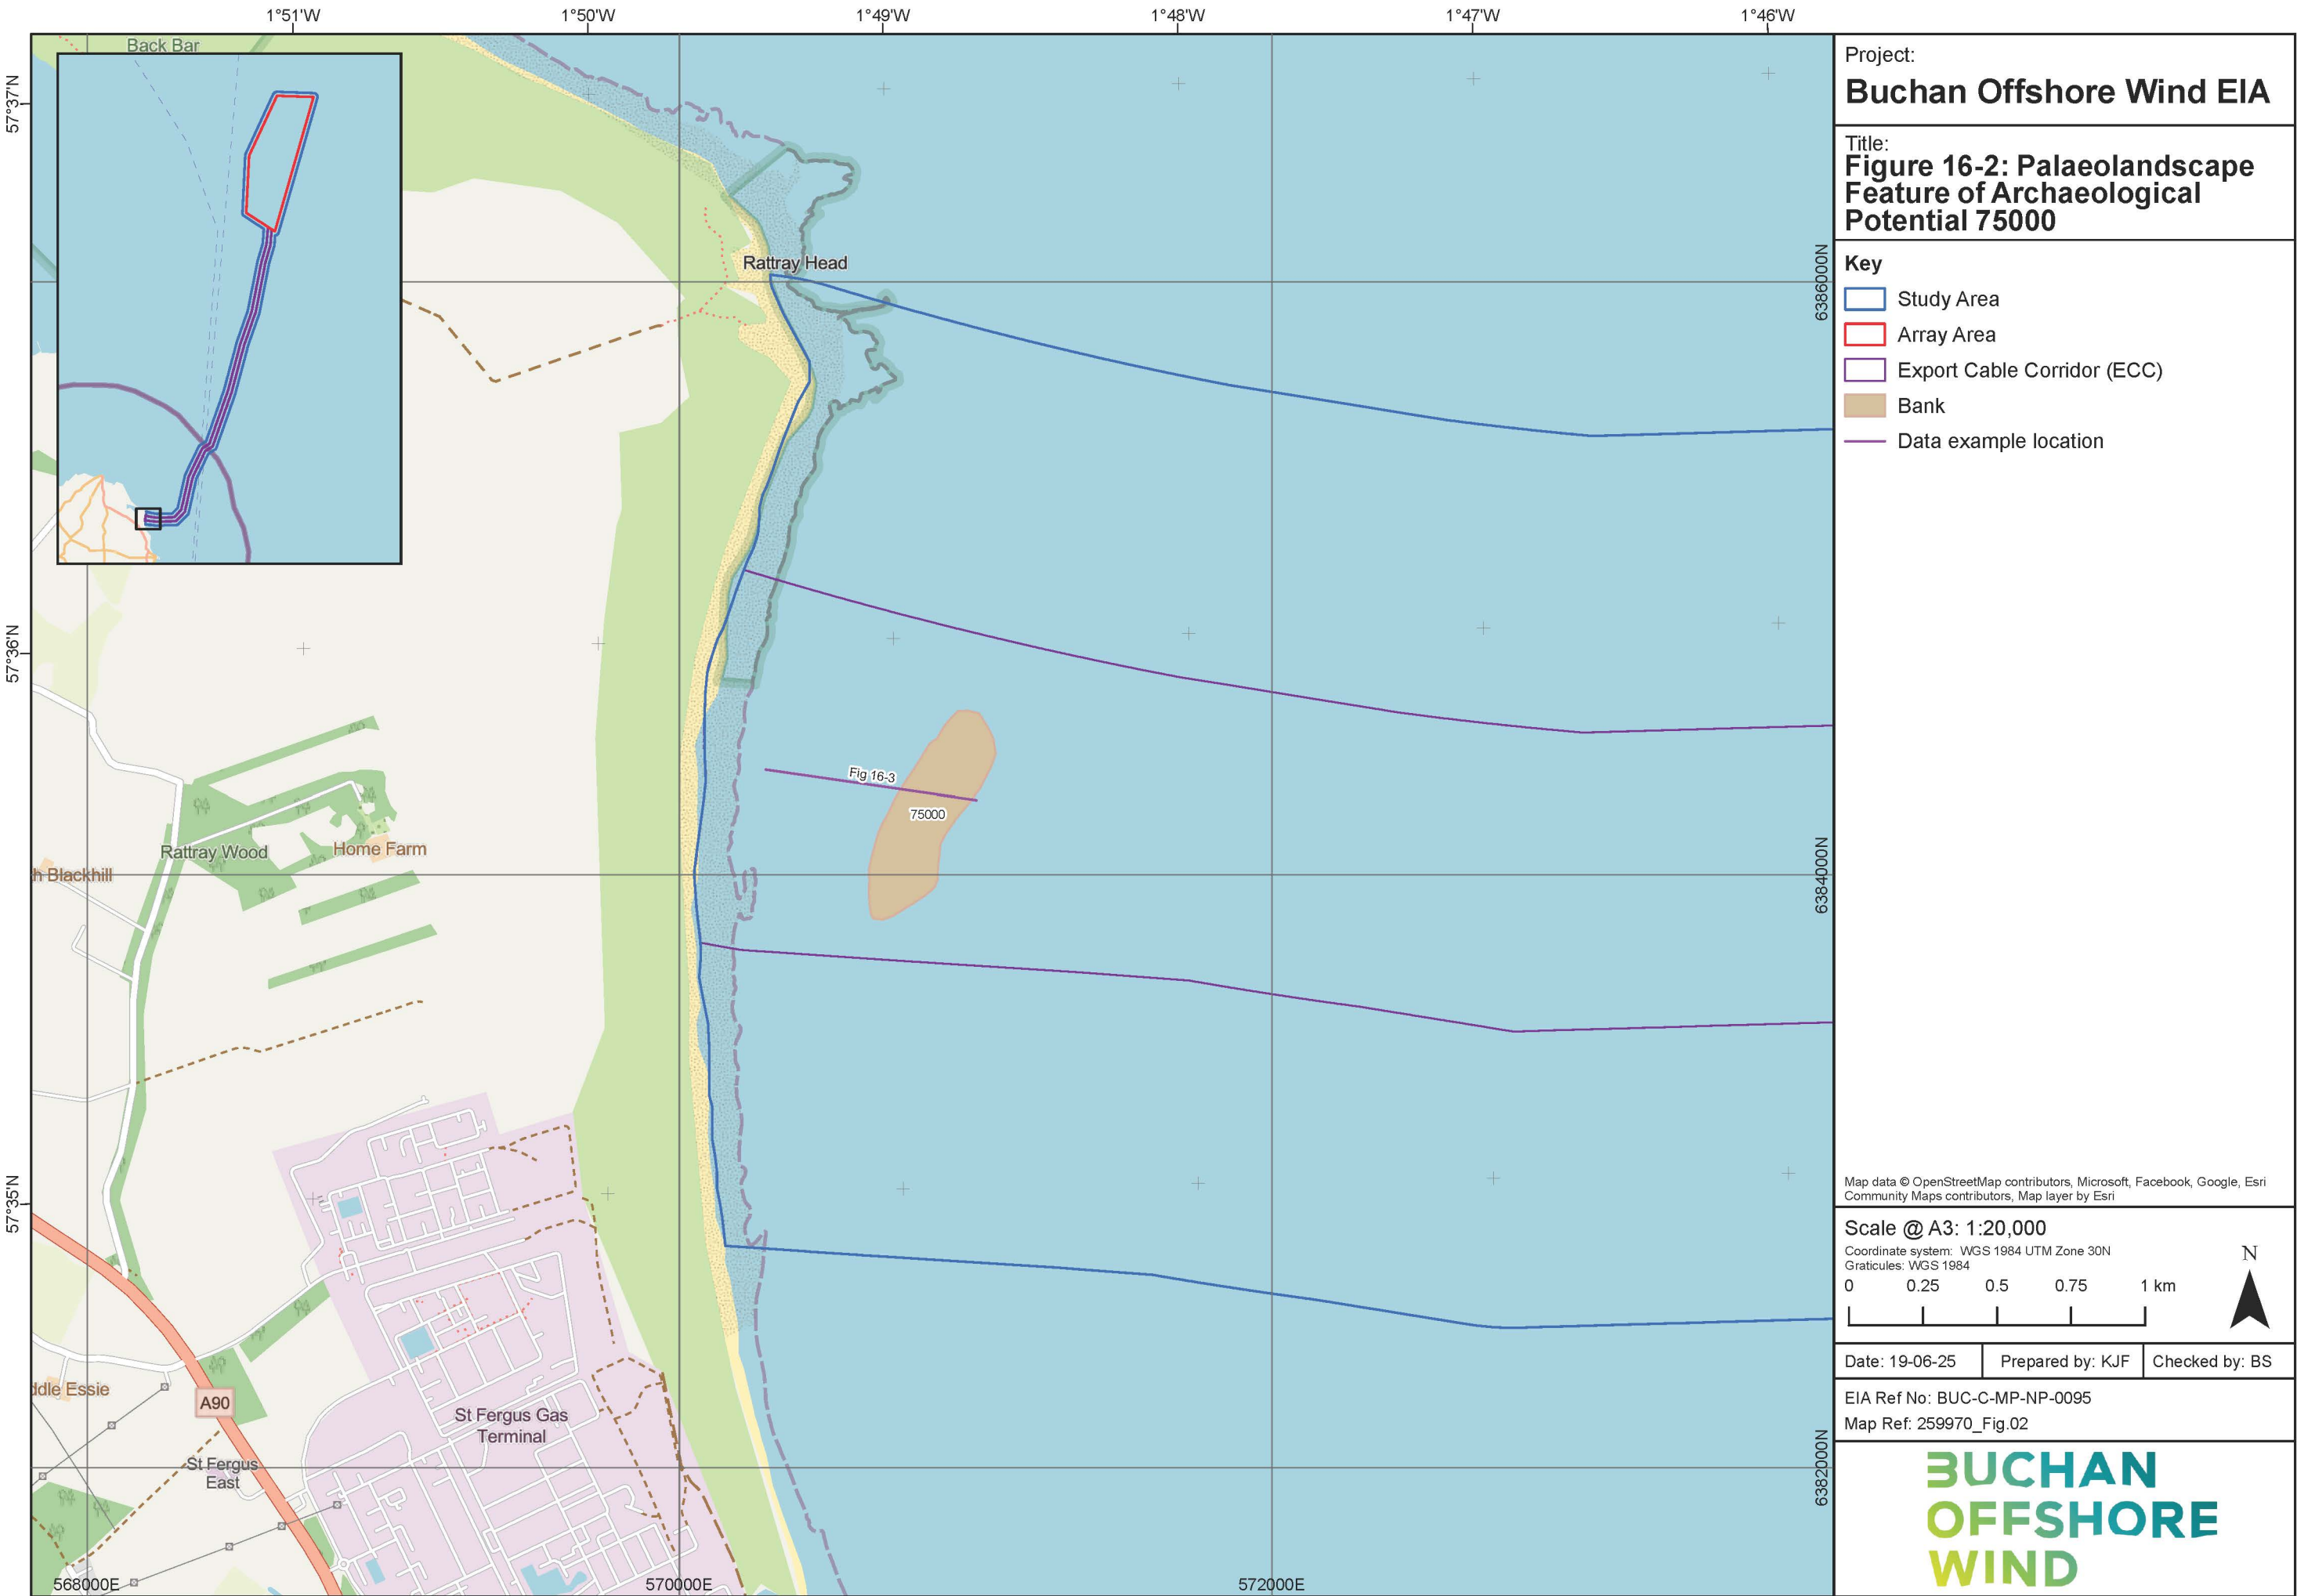 1°51'W
1°50'W
1°49'W
1°48'W
1°47'W
1°46'W
57°37'N
57°36'N
57°35'N
Back Bar
Rattray Head
6386000N
Fig 16-3
75000
Rattray Wood
Home Farm
h Blackhill
6384000N
ddle Essie
A90
St Fergus Gas
Terminal
St Fergus
East
6382000N
568000E
570000E
572000E
Project:
Buchan Offshore Wind EIA
Title:
Figure 16-2: Palaeolandscape
Feature of Archaeological
Potential 75000
Key
Study Area
Array Area
Export Cable Corridor (ECC)
Bank
Data example location
Map data © OpenStreetMap contributors, Microsoft, Facebook, Google, Esri
Community Maps contributors, Map layer by Esri
Scale @ A3: 1:20,000
Coordinate system: WGS 1984 UTM Zone 30N
Graticules: WGS 1984
0 0.25 0.5 0.75 1 km
N
Date: 19-06-25 Prepared by: KJF Checked by: BS
EIA Ref No: BUC-C-MP-NP-0095
Map Ref: 259970_Fig.02
BUCHAN
OFFSHORE
WIND